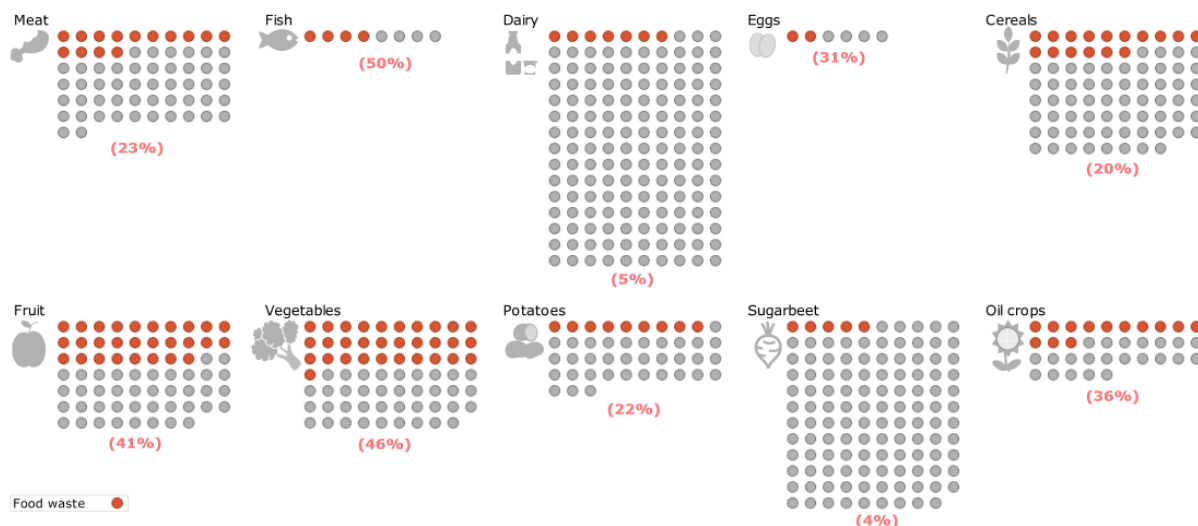 Meat
Fish
Dairy
Eggs
Cereals
(50%)
(31%)
(23%)
(20%)
(5%)
Fruit
Vegetables
Potatoes
Sugarbeet
Oil crops
(36%)
(22%)
(41%)
(46%)
Food waste
(4%)